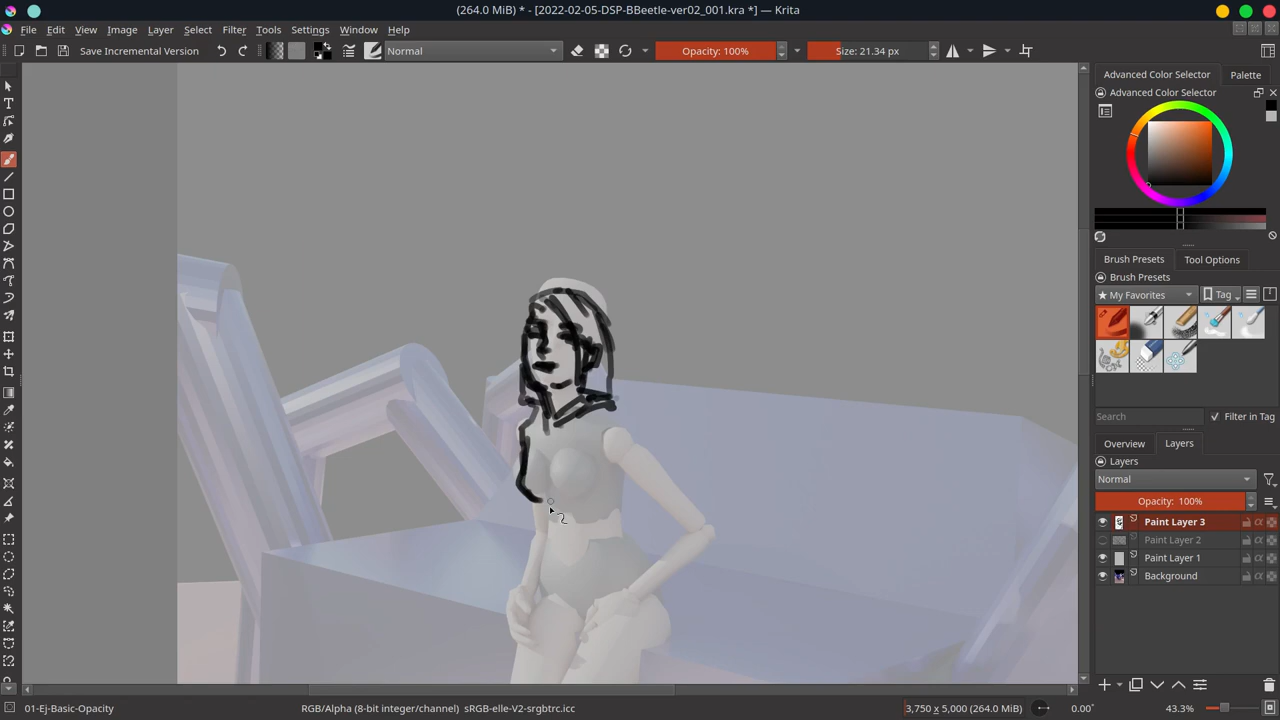 (264.0 MiB) * - [2022-02-05-DSP-BBeetle-ver02_001.kra *] — Krita
File Edit View Image Layer Select Filter Tools Settings Window Help
Save Incremental Version Normal Opacity: 100% Size: 21.34 px
Advanced Color Selector Palette
Advanced Color Selector
Brush Presets Tool Options
Brush Presets
★ My Favorites Tag
Search Filter in Tag
Overview Layers
Layers
Normal
Opacity: 100%
Paint Layer 3
Paint Layer 2
Paint Layer 1
Background
01-Ej-Basic-Opacity RGB/Alpha (8-bit integer/channel) sRGB-elle-V2-srgbtrc.icc 3,750 x 5,000 (264.0 MiB) 0.00° 43.3%